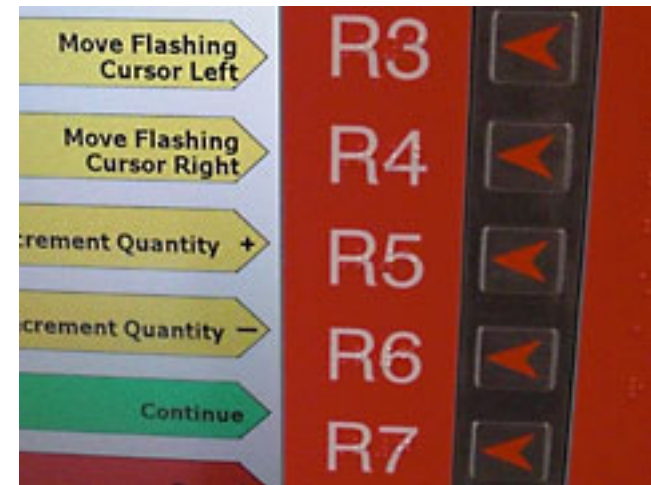 Move Flashing
Cursor Left
R3
Move Flashing
Cursor Right
R4
crement Quantity +
R5
crement Quantity −
R6
Continue
R7